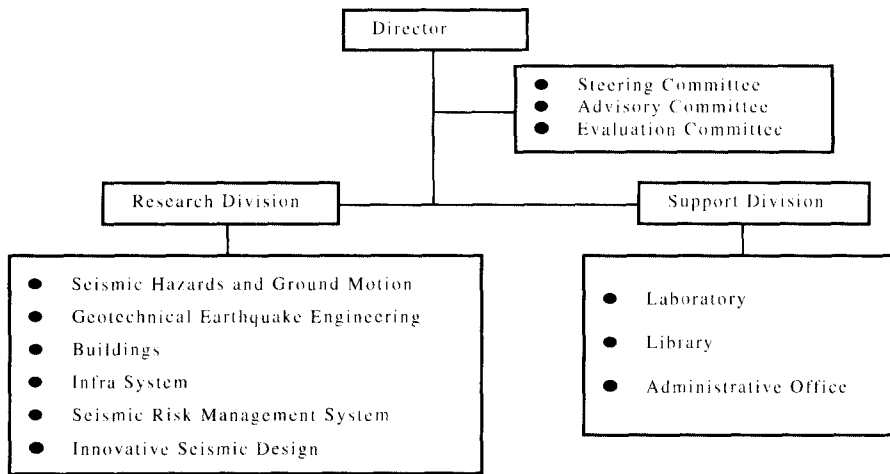 Director
Steering Committee
Advisory Committee
Evaluation Committee
Research Division
Support Division
Seismic Hazards and Ground Motion
Geotechnical Earthquake Engineering
Buildings
Infra System
Seismic Risk Management System
Innovative Seismic Design
Laboratory
Library
Administrative Office